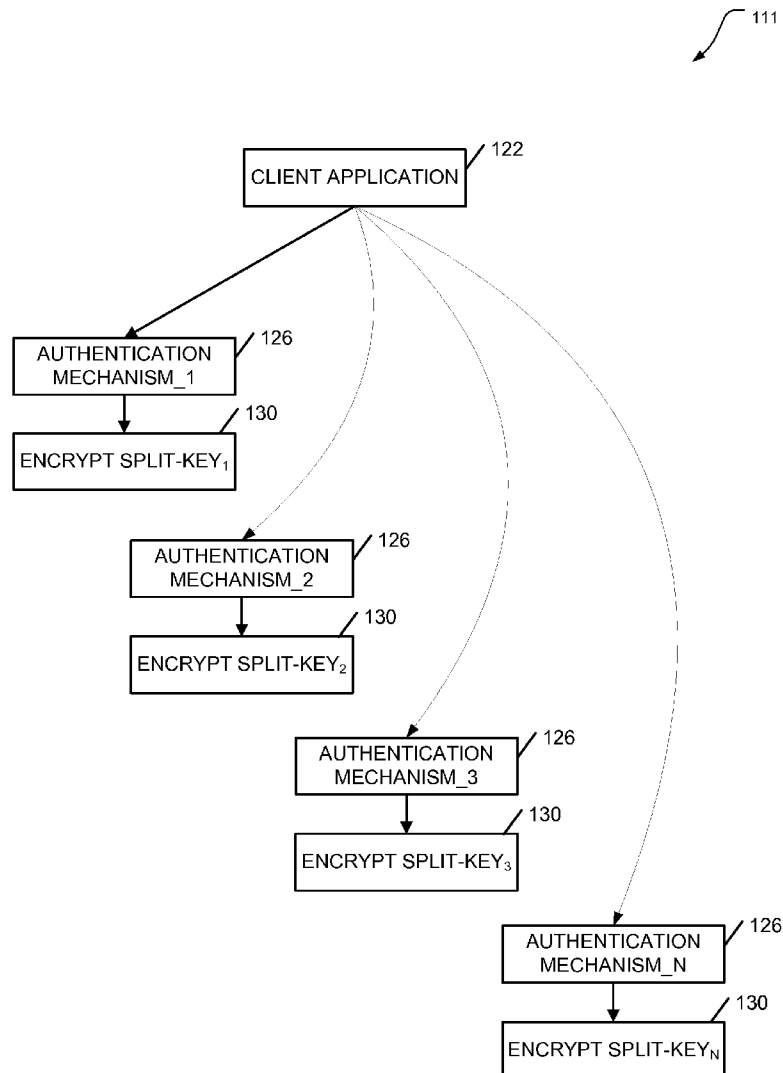 111
122
CLIENT APPLICATION
126
AUTHENTICATION
MECHANISM_1
130
ENCRYPT SPLIT-KEY₁
126
AUTHENTICATION
MECHANISM_2
130
ENCRYPT SPLIT-KEY₂
126
AUTHENTICATION
MECHANISM_3
130
ENCRYPT SPLIT-KEY₃
126
AUTHENTICATION
MECHANISM_N
130
ENCRYPT SPLIT-KEY_N